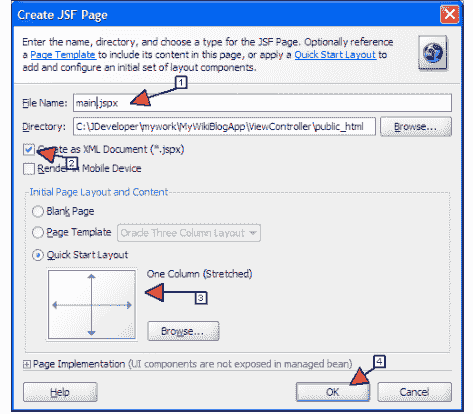 Create JSF Page
Enter the name, directory, and choose a type for the JSF Page. Optionally reference
a Page Template to include its content in this page, or apply a Quick Start Layout to
add and configure an initial set of layout components.
1
File Name: main.jspx
Directory: C:\JDeveloper\mywork\MyWikiBlogApp\ViewController\public_html Browse...
Create as XML Document (*.jspx)
2
Render in Mobile Device
Initial Page Layout and Content
Blank Page
Page Template Oracle Three Column Layout
Quick Start Layout
One Column (Stretched)
3
Browse...
4
Page Implementation (UI components are not exposed in managed bean)
Help OK Cancel